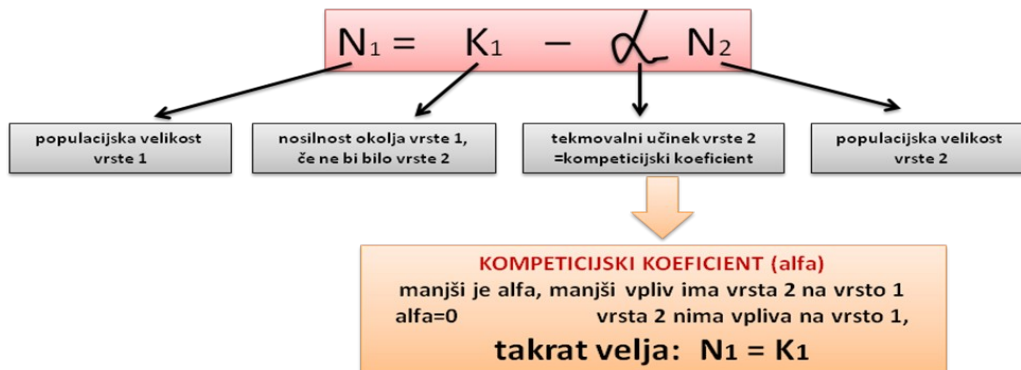 N₁ = K₁ - α N₂
populacijska velikost
vrste 1
nosilnost okolja vrste 1,
če ne bi bilo vrste 2
tekmovalni učinek vrste 2
=kompeticijski koeficient
populacijska velikost
vrste 2
KOMPETICIJSKI KOEFICIENT (alfa)
manjši je alfa, manjši vpliv ima vrsta 2 na vrsto 1
alfa=0 vrsta 2 nima vpliva na vrsto 1,
takrat velja: N₁ = K₁